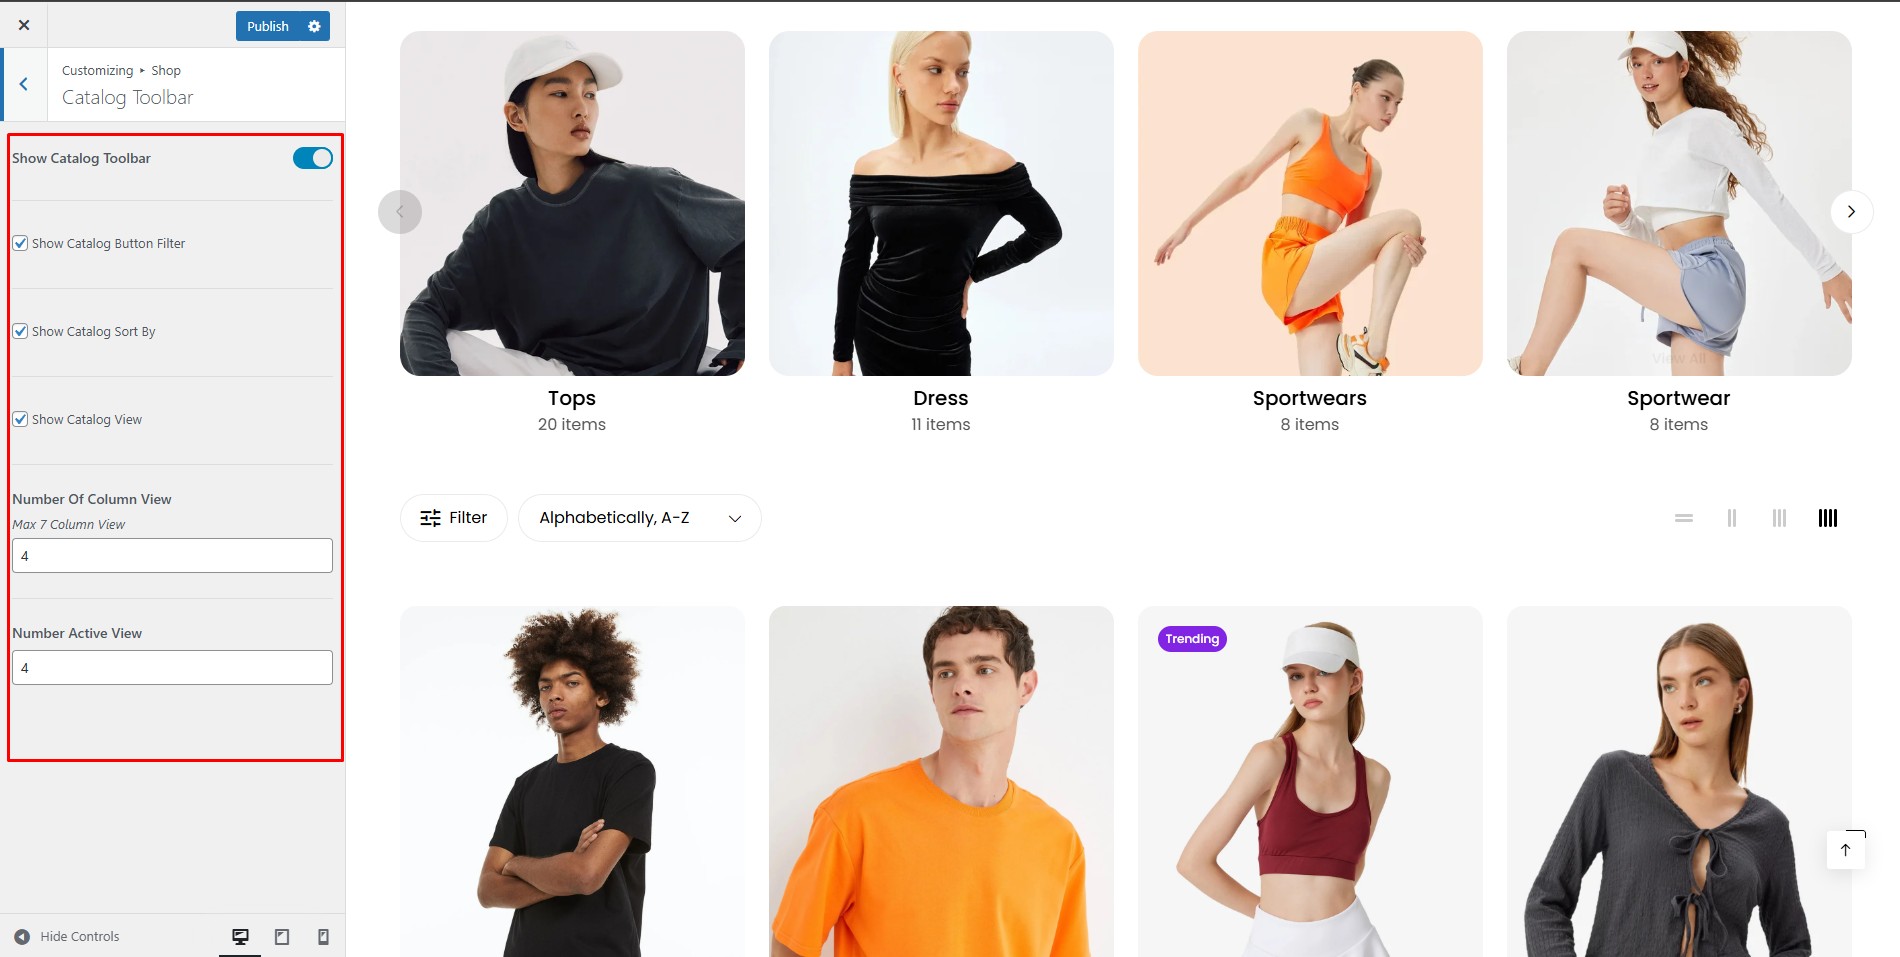 Publish
Customizing ▸ Shop
Catalog Toolbar
Show Catalog Toolbar
Show Catalog Button Filter
Show Catalog Sort By
Show Catalog View
Number Of Column View
Max 7 Column View
4
Number Active View
4
Hide Controls
View All
Tops
20 items
Dress
11 items
Sportwears
8 items
Sportwear
8 items
Filter
Alphabetically, A-Z
Trending